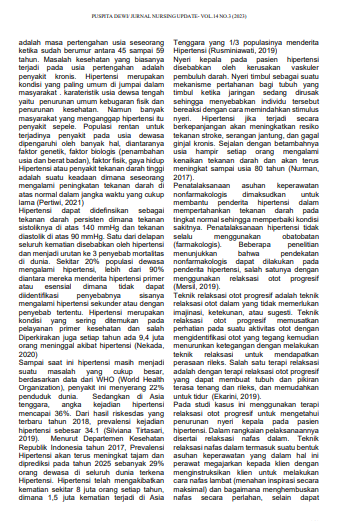 PUSPITA DEWI/ JURNAL NURSING UPDATE- VOL.14 NO.3 (2023)
adalah masa pertengahan usia seseorang
ketika sudah berumur antara 45 sampai 59
tahun. Masalah kesehatan yang biasanya
terjadi pada usia pertengahan adalah
penyakit kronis. Hipertensi merupakan
kondisi yang paling umum di jumpai dalam
masyarakat . karateristik usia dewasa tengah
yaitu penurunan umum kebugaran fisik dan
penurunan kesehatan. Namun banyak
masyarakat yang menganggap hipertensi itu
penyakit sepele. Populasi rentan untuk
terjadinya penyakit pada usia dewasa
dipengaruhi oleh banyak hal, diantaranya
faktor genetik, faktor biologis (penambahan
usia dan berat badan), faktor fisik, gaya hidup
Hipertensi atau penyakit tekanan darah tinggi
adalah suatu keadaan dimana seseorang
mengalami peningkatan tekanan darah di
atas normal dalam jangka waktu yang cukup
lama (Pertiwi, 2021)
Hipertensi dapat didefinisikan sebagai
tekanan darah persisten dimana tekanan
sistoliknya di atas 140 mmHg dan tekanan
diastolik di atas 90 mmHg. Satu dari delapan
seluruh kematian disebabkan oleh hipertensi
dan menjadi urutan ke 3 penyebab mortalitas
di dunia. Sekitar 20% populasi dewasa
mengalami hipertensi, lebih dari 90%
diantara mereka menderita hipertensi primer
atau esensial dimana tidak dapat
diidentifikasi penyebabnya sisanya
mengalami hipertensi sekunder atau dengan
penyebab tertentu. Hipertensi merupakan
kondisi yang sering ditemukan pada
pelayanan primer kesehatan dan salah
Diperkirakan juga setiap tahun ada 9,4 juta
orang meninggal akibat hipertensi (Nekada,
2020)
Sampai saat ini hipertensi masih menjadi
suatu masalah yang cukup besar,
berdasarkan data dari WHO (World Health
Organization), penyakit ini menyerang 22%
penduduk dunia. Sedangkan di Asia
tenggara, angka kejadian hipertensi
mencapai 36%. Dari hasil riskesdas yang
terbaru tahun 2018, prevalensi kejadian
hipertensi sebesar 34.1 (Silviana Tirtasari,
2019). Menurut Departemen Kesehatan
Republik Indonesia tahun 2017, Prevalensi
Hipertensi akan terus meningkat tajam dan
diprediksi pada tahun 2025 sebanyak 29%
orang dewasa di seluruh dunia terkena
Hipertensi. Hipertensi telah mengakibatkan
kematian sekitar 8 juta orang setiap tahun,
dimana 1,5 juta kematian terjadi di Asia
Tenggara yang 1/3 populasinya menderita
Hipertensi (Rusminiawati, 2019)
Nyeri kepala pada pasien hipertensi
disebabkan oleh kerusakan vaskuler
pembuluh darah. Nyeri timbul sebagai suatu
mekanisme pertahanan bagi tubuh yang
timbul ketika jaringan sedang dirusak
sehingga menyebabkan individu tersebut
bereaksi dengan cara memindahkan stimulus
nyeri. Hipertensi jika terjadi secara
berkepanjangan akan meningkatkan risiko
tekanan stroke, serangan jantung, dan gagal
ginjal kronis. Sejalan dengan bertambahnya
usia hampir setiap orang mengalami
kenaikan tekanan darah dan akan terus
meningkat sampai usia 80 tahun (Nurman,
2017).
Penatalaksanaan asuhan keperawatan
nonfarmakologis dimaksudkan untuk
membantu penderita hipertensi dalam
mempertahankan tekanan darah pada
tingkat normal sehingga memperbaiki kondisi
sakitnya. Penatalaksanaan hipertensi tidak
selalu menggunakan obatobatan
(farmakologis). Beberapa penelitian
menunjukkan bahwa pendekatan
nonfarmakologis dapat dilakukan pada
penderita hipertensi, salah satunya dengan
menggunakan relaksasi otot progresif
(Mersil, 2019).
Teknik relaksasi otot progresif adalah teknik
relaksasi otot dalam yang tidak memerlukan
imajinasi, ketekunan, atau sugesti. Teknik
relaksasi otot progresif memusatkan
perhatian pada suatu aktivitas otot dengan
mengidentifikasi otot yang tegang kemudian
menurunkan ketegangan dengan melakukan
teknik relaksasi untuk mendapatkan
perasaan rileks. Salah satu terapi relaksasi
adalah dengan terapi relaksasi otot progresif
yang dapat membuat tubuh dan pikiran
terasa tenang dan rileks, dan memudahkan
untuk tidur (Ekarini, 2019).
Pada studi kasus ini menggunakan terapi
relaksasi otot progresif untuk mengetahui
penurunan nyeri kepala pada pasien
hipertensi. Dalam rangkaian pelaksanaannya
disertai relaksasi nafas dalam. Teknik
relaksasi nafas dalam termasuk suatu bentuk
asuhan keperawatan yang dalam hal ini
perawat megajarkan kepada klien dengan
menginstruksikan klien untuk melakukan
cara nafas lambat (menahan inspirasi secara
maksimal) dan bagaimana menghembuskan
nafas secara perlahan, selain dapat